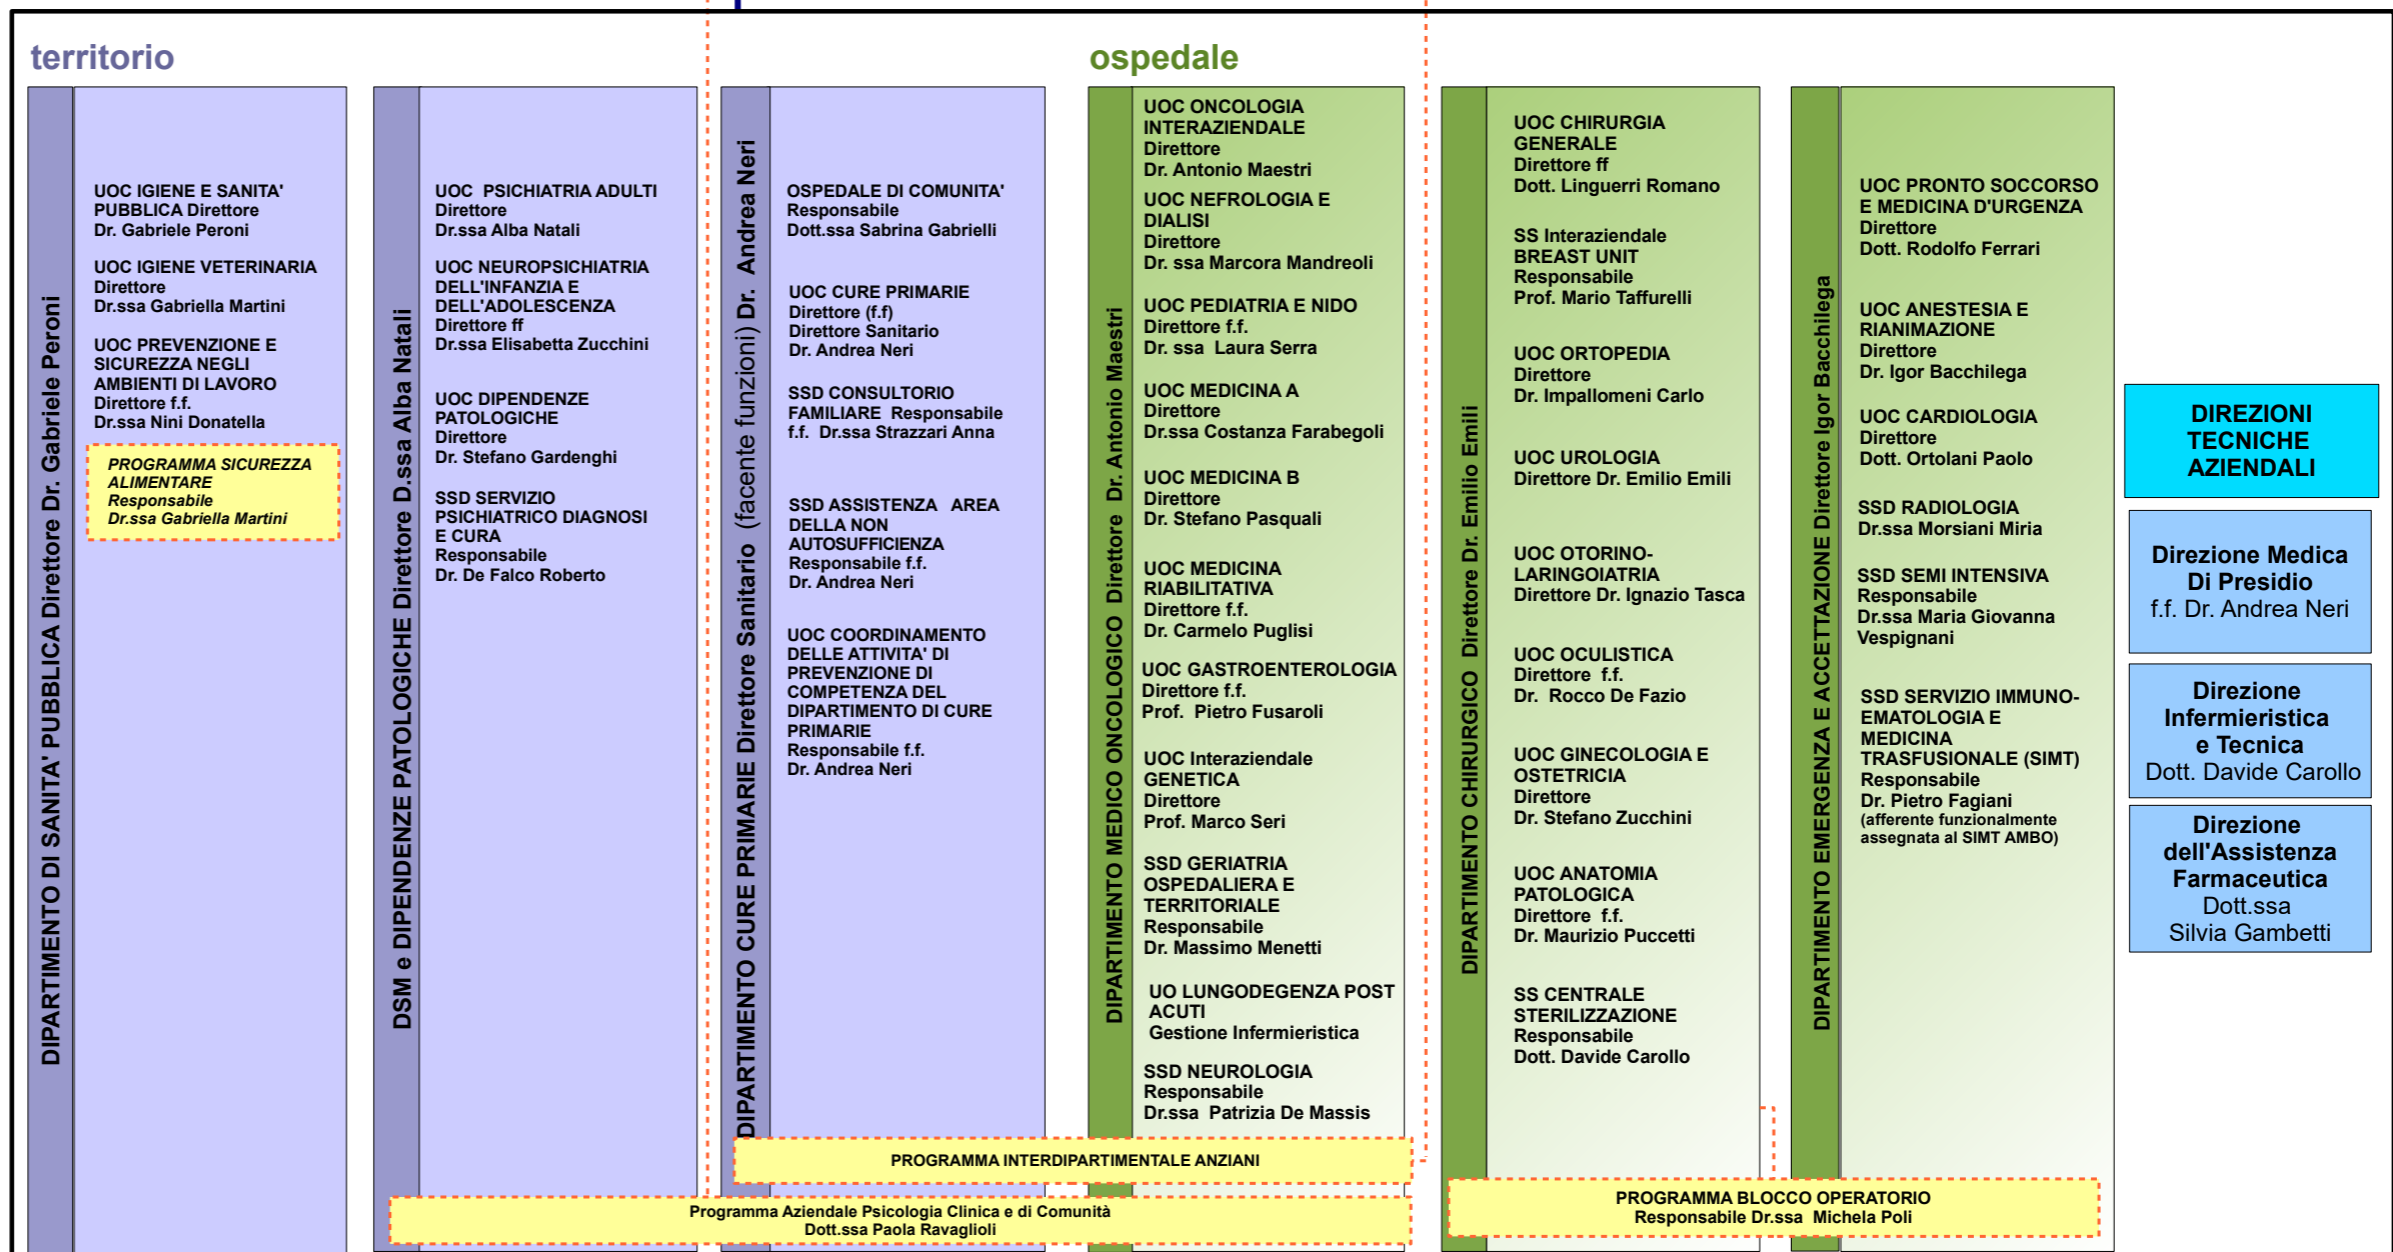 territorio
ospedale
DIPARTIMENTO DI SANITA' PUBBLICA Direttore Dr. Gabriele Peroni
UOC IGIENE E SANITA'
PUBBLICA Direttore
Dr. Gabriele Peroni
UOC IGIENE VETERINARIA
Direttore
Dr.ssa Gabriella Martini
UOC PREVENZIONE E
SICUREZZA NEGLI
AMBIENTI DI LAVORO
Direttore f.f.
Dr.ssa Nini Donatella
PROGRAMMA SICUREZZA
ALIMENTARE
Responsabile
Dr.ssa Gabriella Martini
DSM e DIPENDENZE PATOLOGICHE Direttore D.ssa Alba Natali
UOC PSICHIATRIA ADULTI
Direttore
Dr.ssa Alba Natali
UOC NEUROPSICHIATRIA
DELL'INFANZIA E
DELL'ADOLESCENZA
Direttore ff
Dr.ssa Elisabetta Zucchini
UOC DIPENDENZE
PATOLOGICHE
Direttore
Dr. Stefano Gardenghi
SSD SERVIZIO
PSICHIATRICO DIAGNOSI
E CURA
Responsabile
Dr. De Falco Roberto
DIPARTIMENTO CURE PRIMARIE Direttore Sanitario (facente funzioni) Dr. Andrea Neri
OSPEDALE DI COMUNITA'
Responsabile
Dott.ssa Sabrina Gabrielli
UOC CURE PRIMARIE
Direttore (f.f)
Direttore Sanitario
Dr. Andrea Neri
SSD CONSULTORIO
FAMILIARE Responsabile
f.f. Dr.ssa Strazzari Anna
SSD ASSISTENZA AREA
DELLA NON
AUTOSUFFICIENZA
Responsabile f.f.
Dr. Andrea Neri
UOC COORDINAMENTO
DELLE ATTIVITA' DI
PREVENZIONE DI
COMPETENZA DEL
DIPARTIMENTO DI CURE
PRIMARIE
Responsabile f.f.
Dr. Andrea Neri
DIPARTIMENTO MEDICO ONCOLOGICO Direttore Dr. Antonio Maestri
UOC ONCOLOGIA
INTERAZIENDALE
Direttore
Dr. Antonio Maestri
UOC NEFROLOGIA E
DIALISI
Direttore
Dr. ssa Marcora Mandreoli
UOC PEDIATRIA E NIDO
Direttore f.f.
Dr. ssa Laura Serra
UOC MEDICINA A
Direttore
Dr.ssa Costanza Farabegoli
UOC MEDICINA B
Direttore
Dr. Stefano Pasquali
UOC MEDICINA
RIABILITATIVA
Direttore f.f.
Dr. Carmelo Puglisi
UOC GASTROENTEROLOGIA
Direttore f.f.
Prof. Pietro Fusaroli
UOC Interaziendale
GENETICA
Direttore
Prof. Marco Seri
SSD GERIATRIA
OSPEDALIERA E
TERRITORIALE
Responsabile
Dr. Massimo Menetti
UO LUNGODEGENZA POST
ACUTI
Gestione Infermieristica
SSD NEUROLOGIA
Responsabile
Dr.ssa Patrizia De Massis
DIPARTIMENTO CHIRURGICO Direttore Dr. Emilio Emili
UOC CHIRURGIA
GENERALE
Direttore ff
Dott. Linguerri Romano
SS Interaziendale
BREAST UNIT
Responsabile
Prof. Mario Taffurelli
UOC ORTOPEDIA
Direttore
Dr. Impallomeni Carlo
UOC UROLOGIA
Direttore Dr. Emilio Emili
UOC OTORINO-
LARINGOIATRIA
Direttore Dr. Ignazio Tasca
UOC OCULISTICA
Direttore f.f.
Dr. Rocco De Fazio
UOC GINECOLOGIA E
OSTETRICIA
Direttore
Dr. Stefano Zucchini
UOC ANATOMIA
PATOLOGICA
Direttore f.f.
Dr. Maurizio Puccetti
SS CENTRALE
STERILIZZAZIONE
Responsabile
Dott. Davide Carollo
DIPARTIMENTO EMERGENZA E ACCETTAZIONE Direttore Igor Bacchilega
UOC PRONTO SOCCORSO
E MEDICINA D'URGENZA
Direttore
Dott. Rodolfo Ferrari
UOC ANESTESIA E
RIANIMAZIONE
Direttore
Dr. Igor Bacchilega
UOC CARDIOLOGIA
Direttore
Dott. Ortolani Paolo
SSD RADIOLOGIA
Dr.ssa Morsiani Miria
SSD SEMI INTENSIVA
Responsabile
Dr.ssa Maria Giovanna
Vespignani
SSD SERVIZIO IMMUNO-
EMATOLOGIA E
MEDICINA
TRASFUSIONALE (SIMT)
Responsabile
Dr. Pietro Fagiani
(afferente funzionalmente
assegnata al SIMT AMBO)
DIREZIONI
TECNICHE
AZIENDALI
Direzione Medica
Di Presidio
f.f. Dr. Andrea Neri
Direzione
Infermieristica
e Tecnica
Dott. Davide Carollo
Direzione
dell'Assistenza
Farmaceutica
Dott.ssa
Silvia Gambetti
PROGRAMMA INTERDIPARTIMENTALE ANZIANI
Programma Aziendale Psicologia Clinica e di Comunità
Dott.ssa Paola Ravaglioli
PROGRAMMA BLOCCO OPERATORIO
Responsabile Dr.ssa Michela Poli